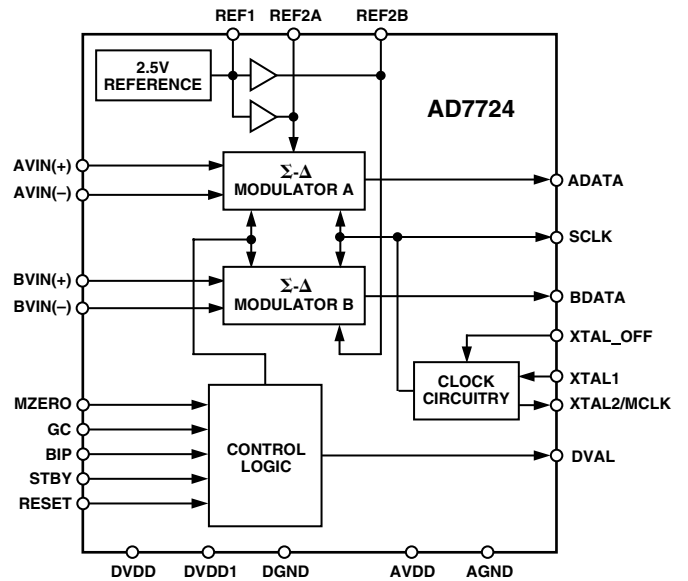 REF1 REF2A REF2B
2.5V
REFERENCE
AD7724
AVIN(+)
AVIN(–)
Σ-Δ
MODULATOR A
ADATA
SCLK
BVIN(+)
BVIN(–)
Σ-Δ
MODULATOR B
BDATA
XTAL_OFF
CLOCK
CIRCUITRY
XTAL1
XTAL2/MCLK
MZERO
GC
BIP
STBY
RESET
CONTROL
LOGIC
DVAL
DVDD DVDD1 DGND AVDD AGND